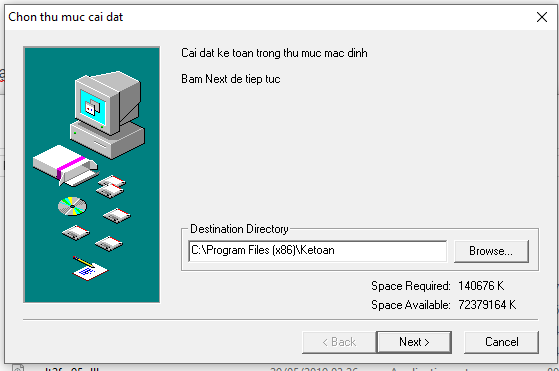 Chon thu muc cai dat
Cai dat ke toan trong thu muc mac dinh
Bam Next de tiep tuc
Destination Directory
C:\Program Files (x86)\Ketoan
Browse...
Space Required: 140676 K
Space Available: 72379164 K
< Back
Next >
Cancel